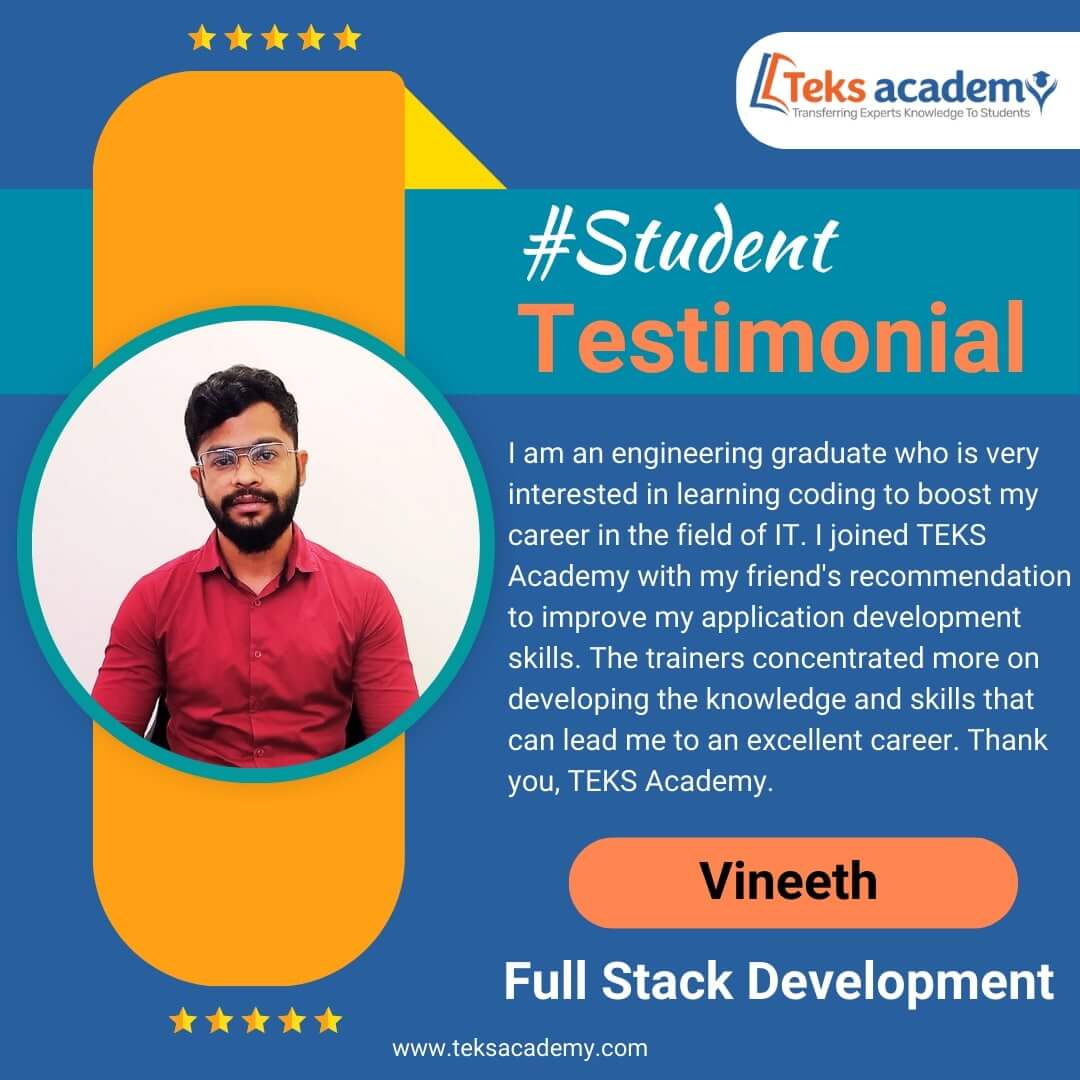 Teks academy
Transferring Experts Knowledge To Students
#Student
Testimonial
I am an engineering graduate who is very
interested in learning coding to boost my
career in the field of IT. I joined TEKS
Academy with my friend's recommendation
to improve my application development
skills. The trainers concentrated more on
developing the knowledge and skills that
can lead me to an excellent career. Thank
you, TEKS Academy.
Vineeth
Full Stack Development
www.teksacademy.com